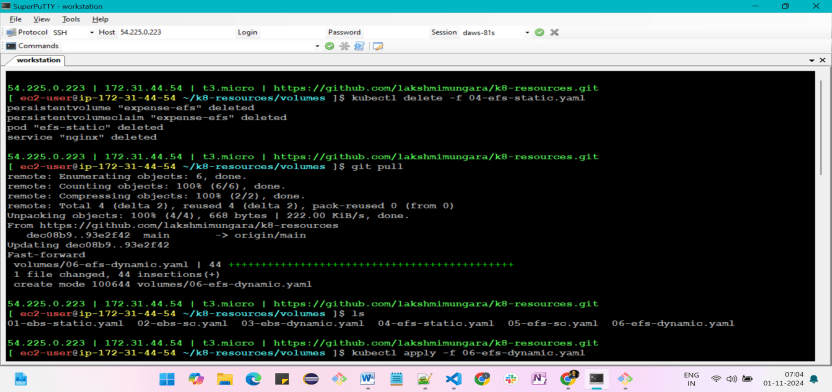 SuperPuTTY - workstation
File View Tools Help
Protocol SSH Host 54.225.0.223 Login Password Session daws-81s
Commands
workstation
54.225.0.223 | 172.31.44.54 | t3.micro | https://github.com/lakshmimungara/k8-resources.git
[ ec2-user@ip-172-31-44-54 ~/k8-resources/volumes ]$ kubectl delete -f 04-efs-static.yaml
persistentvolume "expense-efs" deleted
persistentvolumeclaim "expense-efs" deleted
pod "efs-static" deleted
service "nginx" deleted
54.225.0.223 | 172.31.44.54 | t3.micro | https://github.com/lakshmimungara/k8-resources.git
[ ec2-user@ip-172-31-44-54 ~/k8-resources/volumes ]$ git pull
remote: Enumerating objects: 6, done.
remote: Counting objects: 100% (6/6), done.
remote: Compressing objects: 100% (2/2), done.
remote: Total 4 (delta 2), reused 4 (delta 2), pack-reused 0 (from 0)
Unpacking objects: 100% (4/4), 668 bytes | 222.00 KiB/s, done.
From https://github.com/lakshmimungara/k8-resources
dec08b9..93e2f42 main -> origin/main
Updating dec08b9..93e2f42
Fast-forward
volumes/06-efs-dynamic.yaml | 44 ++++++++++++++++++++++++++++++++++++++++++++
1 file changed, 44 insertions(+)
create mode 100644 volumes/06-efs-dynamic.yaml
54.225.0.223 | 172.31.44.54 | t3.micro | https://github.com/lakshmimungara/k8-resources.git
[ ec2-user@ip-172-31-44-54 ~/k8-resources/volumes ]$ ls
01-ebs-static.yaml 02-ebs-sc.yaml 03-ebs-dynamic.yaml 04-efs-static.yaml 05-efs-sc.yaml 06-efs-dynamic.yaml
54.225.0.223 | 172.31.44.54 | t3.micro | https://github.com/lakshmimungara/k8-resources.git
[ ec2-user@ip-172-31-44-54 ~/k8-resources/volumes ]$ kubectl apply -f 06-efs-dynamic.yaml
ENG 07:04
IN 01-11-2024